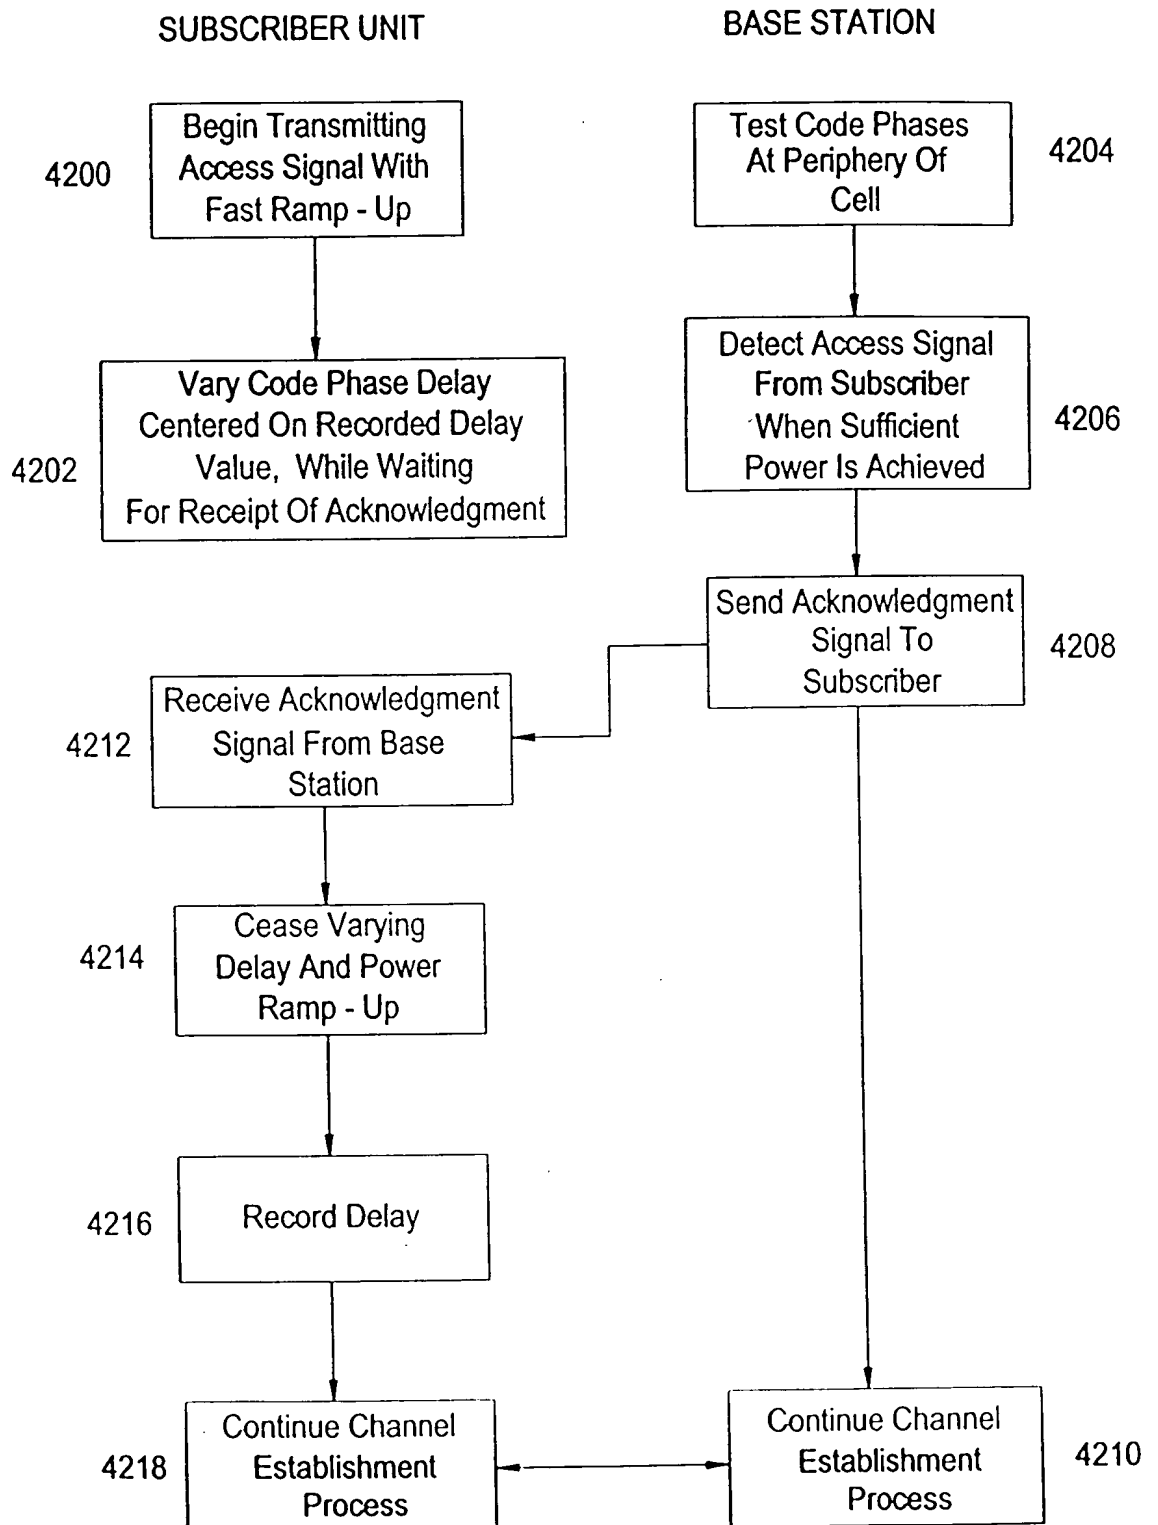 SUBSCRIBER UNIT
BASE STATION
4200
Begin Transmitting
Access Signal With
Fast Ramp - Up
Test Code Phases
At Periphery Of
Cell
4204
4202
Vary Code Phase Delay
Centered On Recorded Delay
Value, While Waiting
For Receipt Of Acknowledgment
Detect Access Signal
From Subscriber
When Sufficient
Power Is Achieved
4206
Send Acknowledgment
Signal To
Subscriber
4208
4212
Receive Acknowledgment
Signal From Base
Station
4214
Cease Varying
Delay And Power
Ramp - Up
4216
Record Delay
4218
Continue Channel
Establishment
Process
Continue Channel
Establishment
Process
4210